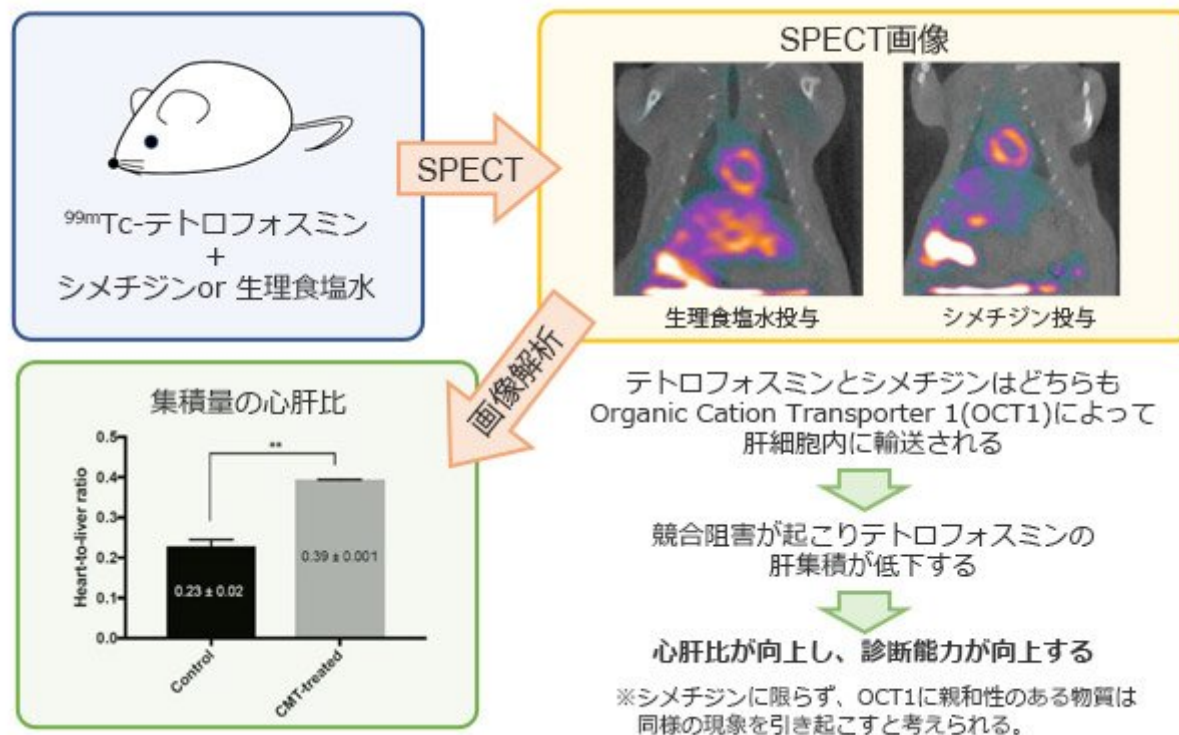 ⁹⁹ᵐTc-テトロフォスミン
+
シメチジンor 生理食塩水
SPECT
SPECT画像
生理食塩水投与
シメチジン投与
画像解析
集積量の心肝比
Heart-to-liver ratio
0.5
0.4
0.3
0.2
0.1
0.0
**
0.23 ± 0.02
0.39 ± 0.001
Control
CMT-treated
テトロフォスミンとシメチジンはどちらも
Organic Cation Transporter 1(OCT1)によって
肝細胞内に輸送される
競合阻害が起こりテトロフォスミンの
肝集積が低下する
心肝比が向上し、診断能力が向上する
※シメチジンに限らず、OCT1に親和性のある物質は
同様の現象を引き起こすと考えられる。